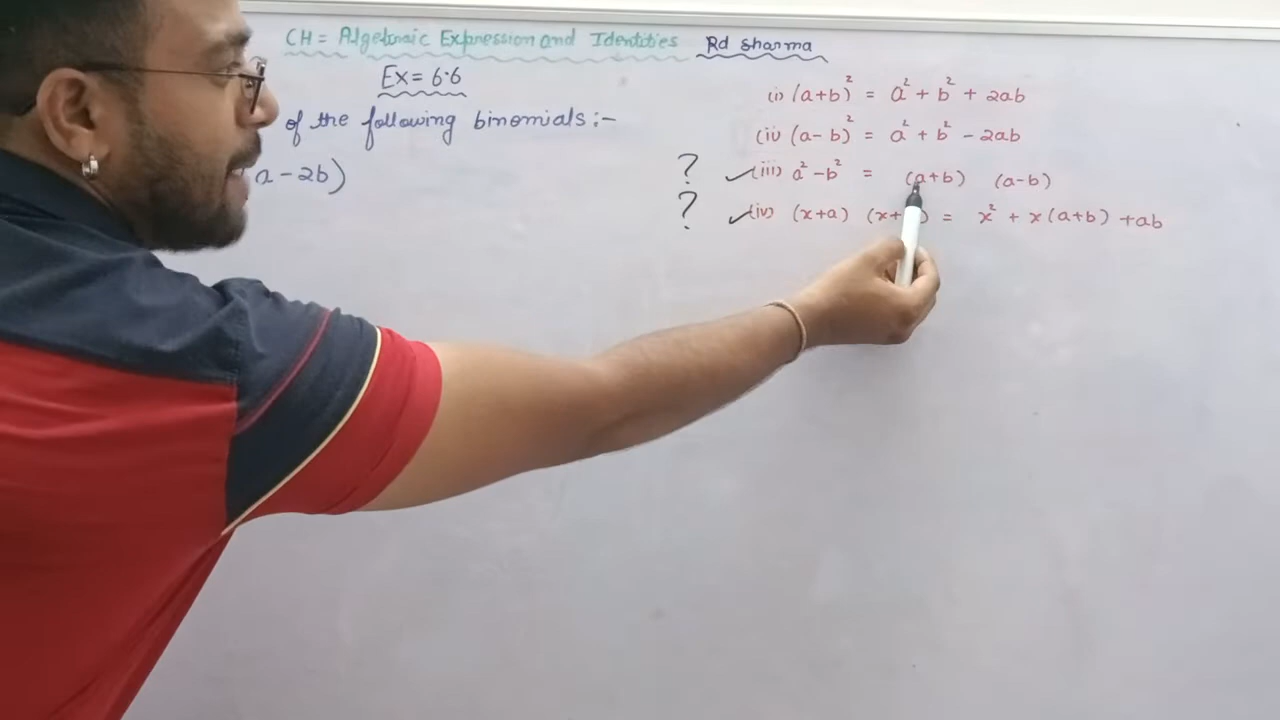 CH = Algebraic Expression and Identities Rd Sharma
Ex = 6.6
of the following binomials :-
a - 2b)
(i) (a+b)² = a² + b² + 2ab
(ii) (a-b)² = a² + b² - 2ab
? ✓(iii) a² - b² = (a+b) (a-b)
? ✓(iv) (x+a) (x+ ) = x² + x(a+b) + ab